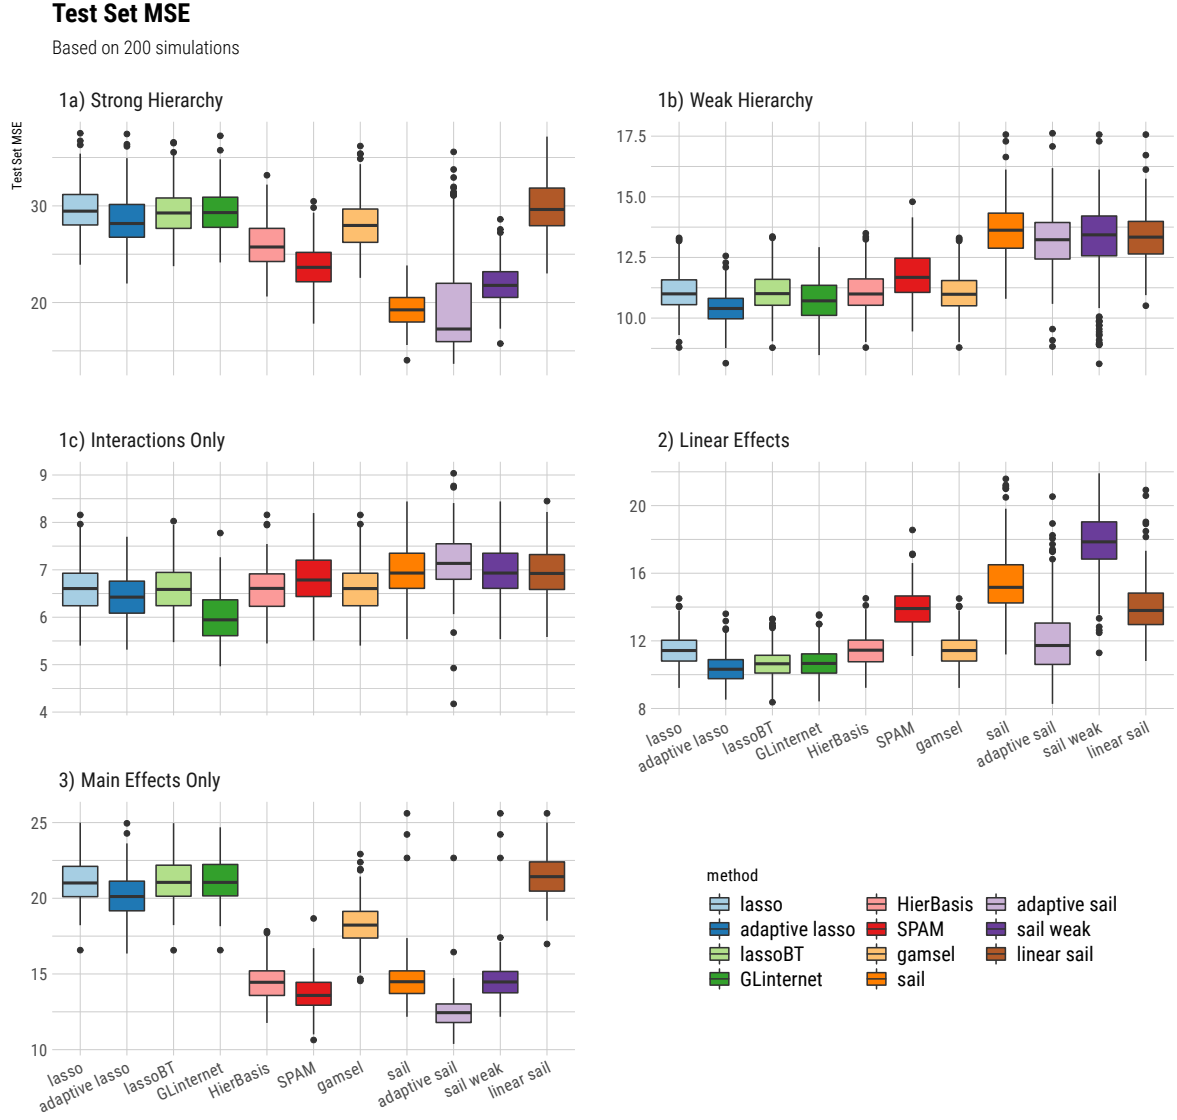 Test Set MSE
Based on 200 simulations
1a) Strong Hierarchy
Test Set MSE
30
20
1b) Weak Hierarchy
17.5
15.0
12.5
10.0
1c) Interactions Only
9
8
7
6
5
4
2) Linear Effects
20
16
12
8
lasso
adaptive lasso
lassoBT
GLinternet
HierBasis
SPAM
gamsel
sail
adaptive sail
sail weak
linear sail
3) Main Effects Only
25
20
15
10
lasso
adaptive lasso
lassoBT
GLinternet
HierBasis
SPAM
gamsel
sail
adaptive sail
sail weak
linear sail
method
lasso
adaptive lasso
lassoBT
GLinternet
HierBasis
SPAM
gamsel
sail
adaptive sail
sail weak
linear sail